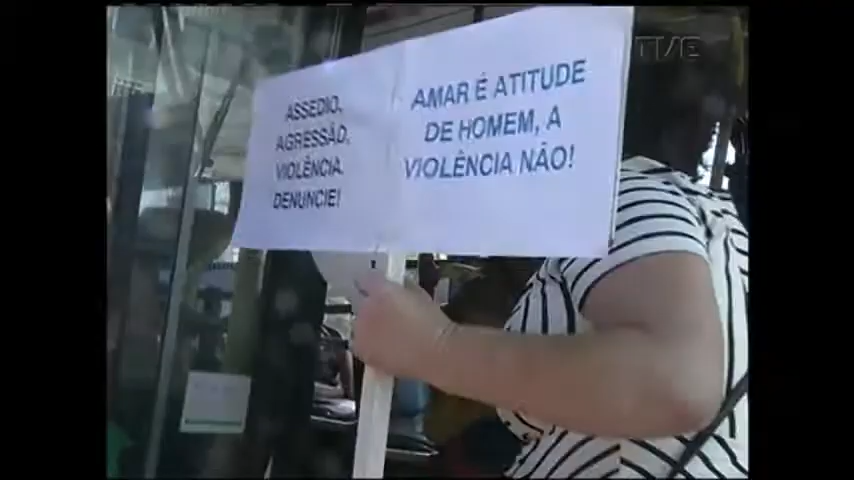 TVE
ASSEDIO,
AGRESSÃO,
VIOLÊNCIA.
DENUNCIE!
AMAR É ATITUDE
DE HOMEM, A
VIOLÊNCIA NÃO!